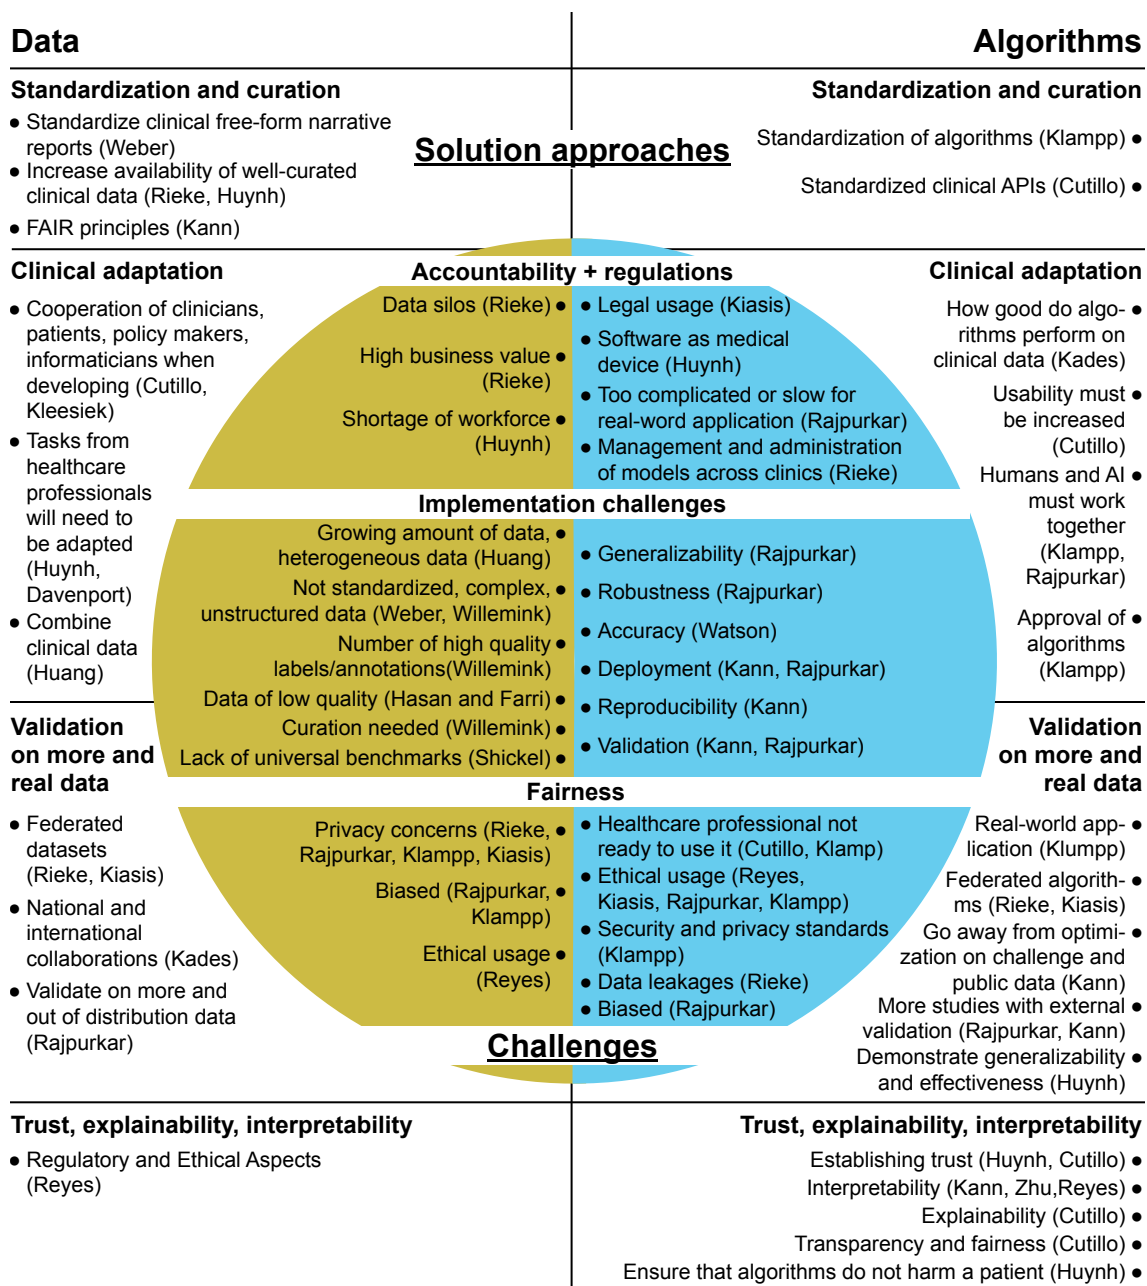 Data
Algorithms
Standardization and curation
● Standardize clinical free-form narrative
reports (Weber)
● Increase availability of well-curated
clinical data (Rieke, Huynh)
● FAIR principles (Kann)
Solution approaches
Standardization and curation
Standardization of algorithms (Klampp) ●
Standardized clinical APIs (Cutillo) ●
Clinical adaptation
● Cooperation of clinicians,
patients, policy makers,
informaticians when
developing (Cutillo,
Kleesiek)
● Tasks from
healthcare
professionals
will need to
be adapted
(Huynh,
Davenport)
● Combine
clinical data
(Huang)
Accountability + regulations
Data silos (Rieke) ●
High business value ●
(Rieke)
Shortage of workforce ●
(Huynh)
● Legal usage (Kiasis)
● Software as medical
device (Huynh)
● Too complicated or slow for
real-word application (Rajpurkar)
● Management and administration
of models across clinics (Rieke)
Clinical adaptation
How good do algo- ●
rithms perform on
clinical data (Kades)
Usability must ●
be increased
(Cutillo)
Humans and AI ●
must work
together
(Klampp,
Rajpurkar)
Approval of ●
algorithms
(Klampp)
Implementation challenges
Growing amount of data, ●
heterogeneous data (Huang)
Not standardized, complex, ●
unstructured data (Weber, Willemink)
Number of high quality ●
labels/annotations(Willemink)
Data of low quality (Hasan and Farri) ●
Curation needed (Willemink) ●
Lack of universal benchmarks (Shickel) ●
● Generalizability (Rajpurkar)
● Robustness (Rajpurkar)
● Accuracy (Watson)
● Deployment (Kann, Rajpurkar)
● Reproducibility (Kann)
● Validation (Kann, Rajpurkar)
Validation
on more and
real data
● Federated
datasets
(Rieke, Kiasis)
● National and
international
collaborations (Kades)
● Validate on more and
out of distribution data
(Rajpurkar)
Fairness
Privacy concerns (Rieke, ●
Rajpurkar, Klampp, Kiasis)
Biased (Rajpurkar, ●
Klampp)
Ethical usage ●
(Reyes)
● Healthcare professional not
ready to use it (Cutillo, Klamp)
● Ethical usage (Reyes,
Kiasis, Rajpurkar, Klampp)
● Security and privacy standards
(Klampp)
● Data leakages (Rieke)
● Biased (Rajpurkar)
Validation
on more and
real data
Real-world app- ●
lication (Klumpp)
Federated algorith- ●
ms (Rieke, Kiasis)
Go away from optimi- ●
zation on challenge and
public data (Kann)
More studies with external ●
validation (Rajpurkar, Kann)
Demonstrate generalizability ●
and effectiveness (Huynh)
Challenges
Trust, explainability, interpretability
● Regulatory and Ethical Aspects
(Reyes)
Trust, explainability, interpretability
Establishing trust (Huynh, Cutillo) ●
Interpretability (Kann, Zhu,Reyes) ●
Explainability (Cutillo) ●
Transparency and fairness (Cutillo) ●
Ensure that algorithms do not harm a patient (Huynh) ●